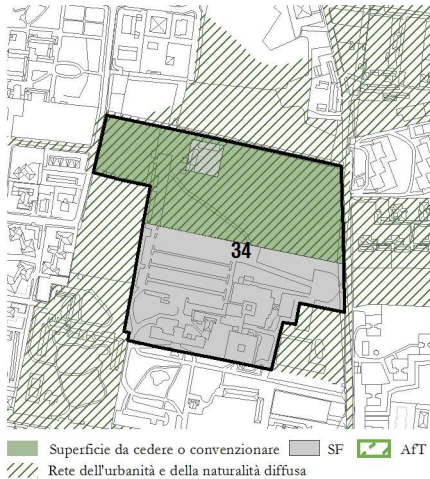 34
Superficie da cedere o convenzionare SF AfT
Rete dell'urbanità e della naturalità diffusa